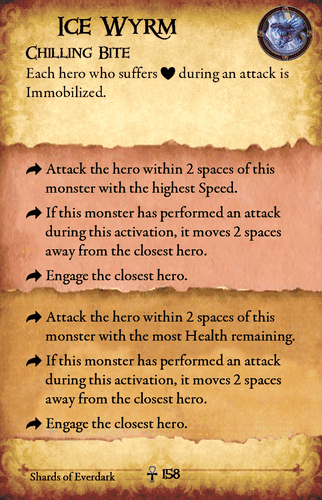 Ice Wyrm
Chilling Bite
Each hero who suffers ♥ during an attack is
Immobilized.
Attack the hero within 2 spaces of this
monster with the highest Speed.
If this monster has performed an attack
during this activation, it moves 2 spaces
away from the closest hero.
Engage the closest hero.
Attack the hero within 2 spaces of this
monster with the most Health remaining.
If this monster has performed an attack
during this activation, it moves 2 spaces
away from the closest hero.
Engage the closest hero.
Shards of Everdark 158